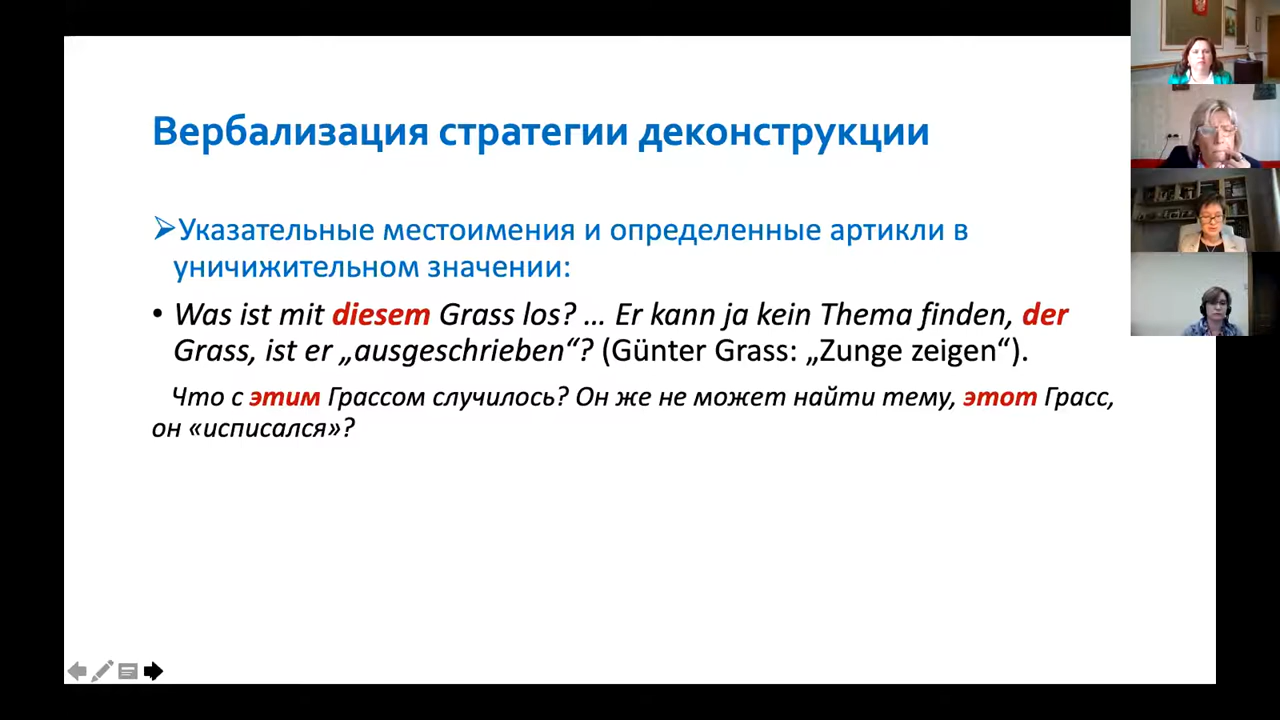 Вербализация стратегии деконструкции
➢Указательные местоимения и определенные артикли в
уничижительном значении:
• Was ist mit diesem Grass los? … Er kann ja kein Thema finden, der
Grass, ist er „ausgeschrieben“? (Günter Grass: „Zunge zeigen“).
Что с этим Грассом случилось? Он же не может найти тему, этот Грасс,
он «исписался»?